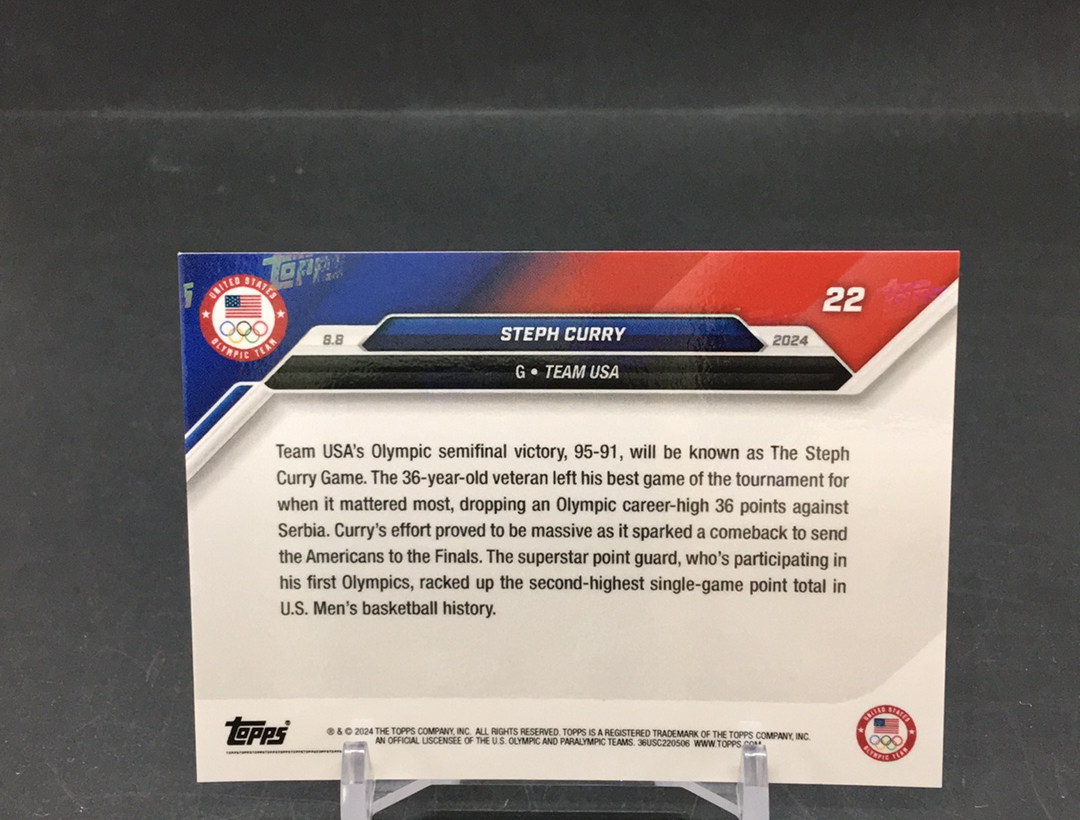 Topps
UNITED STATES
OLYMPIC TEAM
22
8.8
STEPH CURRY
2024
G • TEAM USA
Team USA's Olympic semifinal victory, 95-91, will be known as The Steph
Curry Game. The 36-year-old veteran left his best game of the tournament for
when it mattered most, dropping an Olympic career-high 36 points against
Serbia. Curry's effort proved to be massive as it sparked a comeback to send
the Americans to the Finals. The superstar point guard, who's participating in
his first Olympics, racked up the second-highest single-game point total in
U.S. Men's basketball history.
Topps®
® & © 2024 THE TOPPS COMPANY, INC. ALL RIGHTS RESERVED. TOPPS IS A REGISTERED TRADEMARK OF THE TOPPS COMPANY, INC.
AN OFFICIAL LISCENSEE OF THE U.S. OLYMPIC AND PARALYMPIC TEAMS. 36USC220506 WWW.TOPPS.COM
UNITED STATES
OLYMPIC TEAM